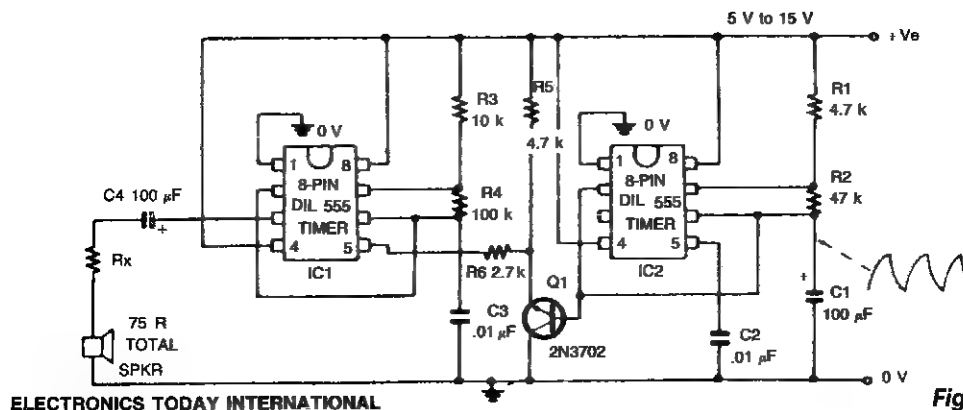 5 V to 15 V
+Ve
R3
10 k
R5
4.7 k
R1
4.7 k
0 V
1
8
8-PIN
DIL 555
TIMER
4
5
IC1
C4 100 µF
+
R4
100 k
0 V
1
8
8-PIN
DIL 555
TIMER
4
5
IC2
R2
47 k
Rx
R6 2.7 k
Q1
2N3702
C3
.01 µF
C2
.01 µF
+
C1
100 µF
75 R
TOTAL
SPKR
0 V
ELECTRONICS TODAY INTERNATIONAL
Fig